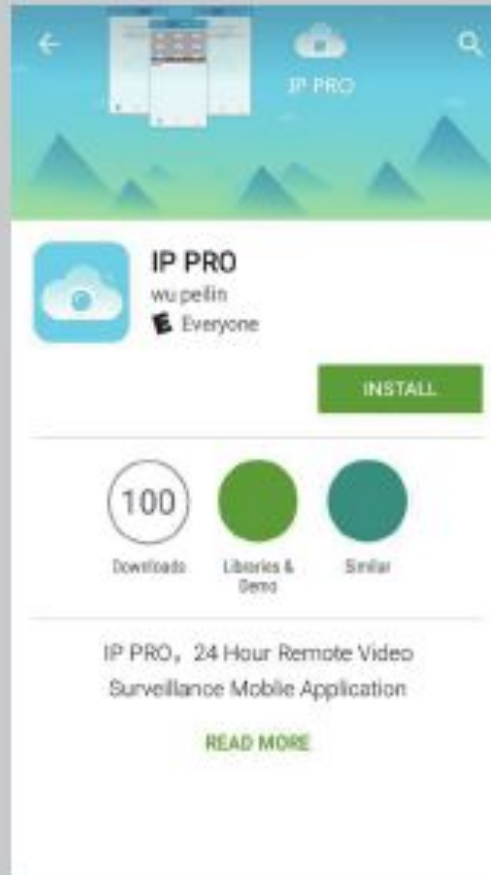 IP PRO
IP PRO
wu peilin
E Everyone
INSTALL
100
Downloads
Libraries &
Demo
Similar
IP PRO，24 Hour Remote Video
Surveillance Moblie Application
READ MORE